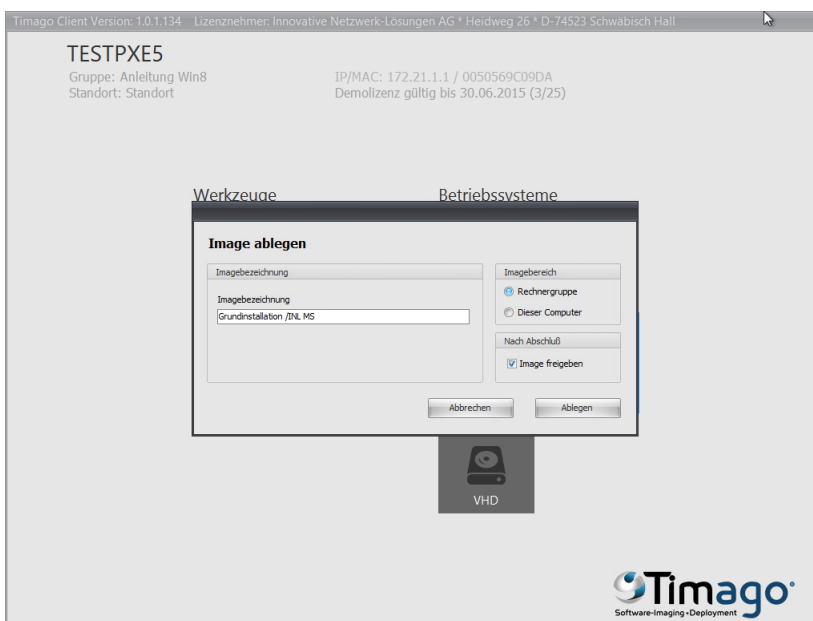 Timago Client Version: 1.0.1.134 Lizenznehmer: Innovative Netzwerk-Lösungen AG * Heidweg 26 * D-74523 Schwäbisch Hall
TESTPXE5
Gruppe: Anleitung Win8
Standort: Standort
IP/MAC: 172.21.1.1 / 0050569C09DA
Demolizenz gültig bis 30.06.2015 (3/25)
Werkzeuge
Betriebssysteme
Image ablegen
Imagebezeichnung
Imagebezeichnung
Grundinstallation /INL MS
Imagebereich
Rechnergruppe
Dieser Computer
Nach Abschluß
Image freigeben
Abbrechen
Ablegen
VHD
Timago
Software-Imaging-Deployment